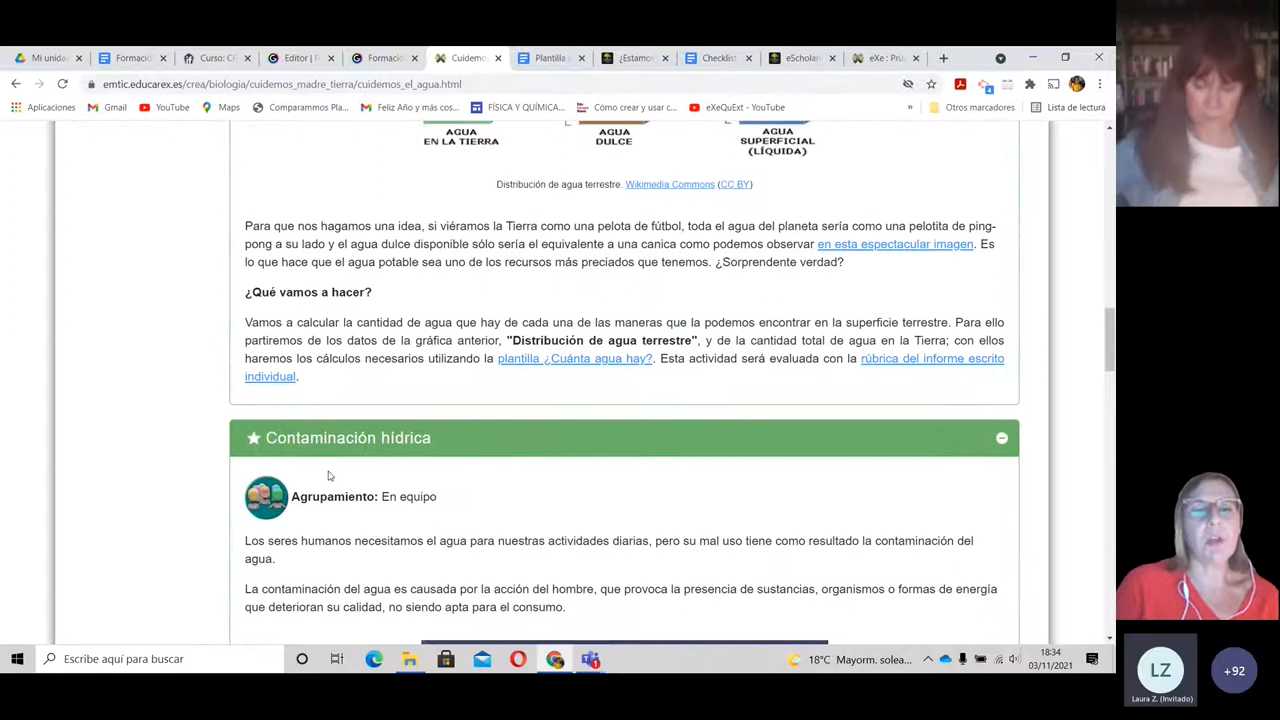 Mi unida
Formació
Curso: CF
Editor | F
Formacio
Cuidemo
Plantilla
¿Estamo
Checklist
eScholari
eXe : Pru
emtic.educarex.es/crea/biologia/cuidemos_madre_tierra/cuidemos_el_agua.html
Aplicaciones
Gmail
YouTube
Maps
Comparammos Pla...
Feliz Año y más cos...
FÍSICA Y QUÍMICA...
Cómo crear y usar c...
eXeQuExt - YouTube
»
Otros marcadores
Lista de lectura
AGUA
EN LA TIERRA
AGUA
DULCE
AGUA
SUPERFICIAL
(LÍQUIDA)
Distribución de agua terrestre. Wikimedia Commons (CC BY)
Para que nos hagamos una idea, si viéramos la Tierra como una pelota de fútbol, toda el agua del planeta sería como una pelotita de ping-
pong a su lado y el agua dulce disponible sólo sería el equivalente a una canica como podemos observar en esta espectacular imagen. Es
lo que hace que el agua potable sea uno de los recursos más preciados que tenemos. ¿Sorprendente verdad?
¿Qué vamos a hacer?
Vamos a calcular la cantidad de agua que hay de cada una de las maneras que la podemos encontrar en la superficie terrestre. Para ello
partiremos de los datos de la gráfica anterior, "Distribución de agua terrestre", y de la cantidad total de agua en la Tierra; con ellos
haremos los cálculos necesarios utilizando la plantilla ¿Cuánta agua hay?. Esta actividad será evaluada con la rúbrica del informe escrito
individual.
Contaminación hídrica
Agrupamiento: En equipo
Los seres humanos necesitamos el agua para nuestras actividades diarias, pero su mal uso tiene como resultado la contaminación del
agua.
La contaminación del agua es causada por la acción del hombre, que provoca la presencia de sustancias, organismos o formas de energía
que deterioran su calidad, no siendo apta para el consumo.
Escribe aquí para buscar
18°C Mayorm. solea...
18:34
03/11/2021
LZ
Laura Z. (Invitado)
+92